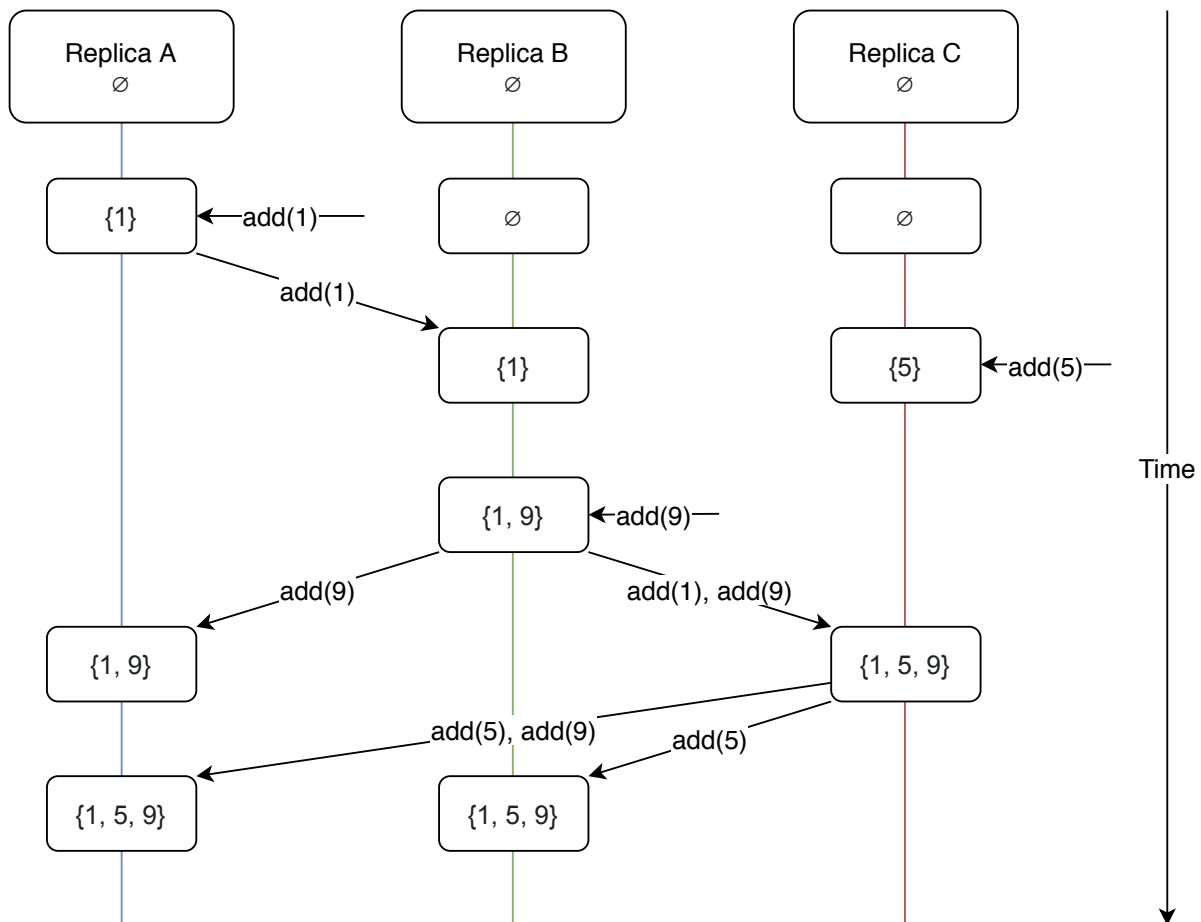 Replica A
∅
Replica B
∅
Replica C
∅
{1}
add(1)
∅
∅
add(1)
{1}
{5}
add(5)
Time
{1, 9}
add(9)
add(9)
add(1), add(9)
{1, 9}
{1, 5, 9}
add(5), add(9)
add(5)
{1, 5, 9}
{1, 5, 9}